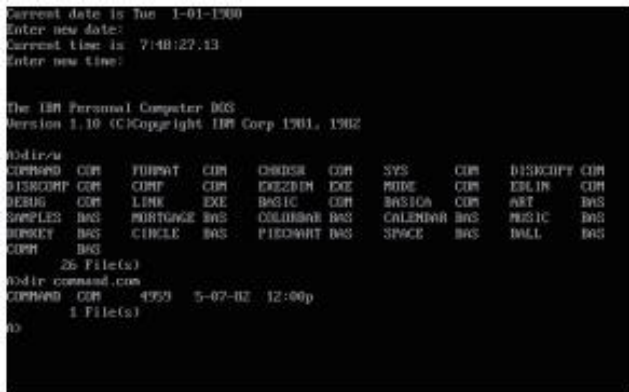 Current date is Tue  1-01-1980
Enter new date:
Current time is  7:48:27.13
Enter new time:
The IBM Personal Computer DOS
Version 1.10 (C)Copyright IBM Corp 1981, 1982
A>dir/w
COMMAND  COM    FORMAT   COM    CHKDSK   COM    SYS      COM    DISKCOPY COM
DISKCOMP COM    COMP     COM    EXE2BIN  EXE    MODE     COM    EDLIN    COM
DEBUG    COM    LINK     EXE    BASIC    COM    BASICA   COM    ART      BAS
SAMPLES  BAS    MORTGAGE BAS    COLORBAR BAS    CALENDAR BAS    MUSIC    BAS
DONKEY   BAS    CIRCLE   BAS    PIECHART BAS    SPACE    BAS    BALL     BAS
COMM     BAS
26 File(s)
A>dir command.com
COMMAND  COM     4959   5-07-82  12:00p
1 File(s)
A>